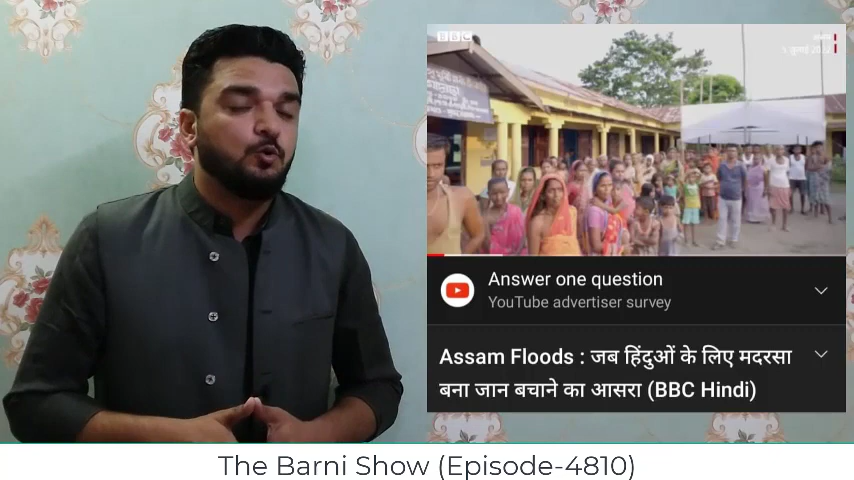 BBC
Answer one question
YouTube advertiser survey
Assam Floods : जब हिंदुओं के लिए मदरसा
बना जान बचाने का आसरा (BBC Hindi)
The Barni Show (Episode-4810)